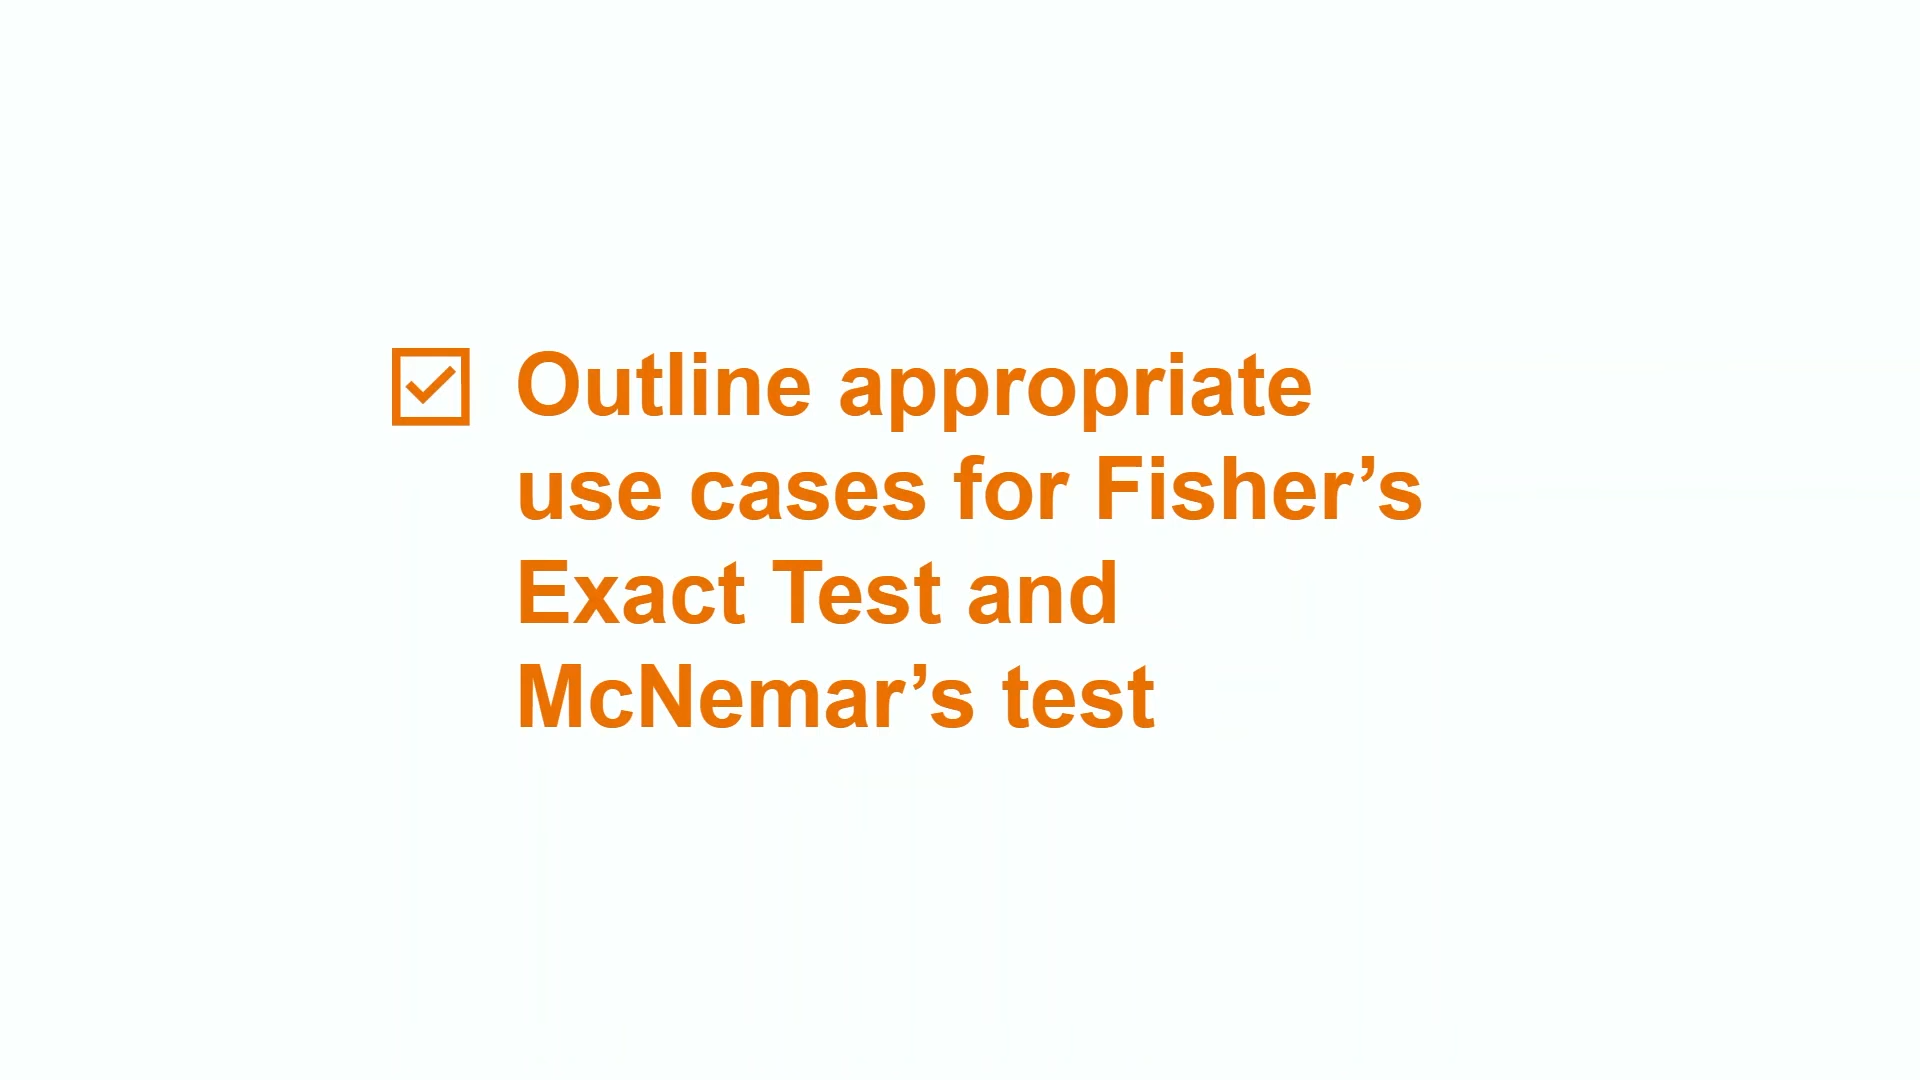 Outline appropriate
use cases for Fisher’s
Exact Test and
McNemar’s test